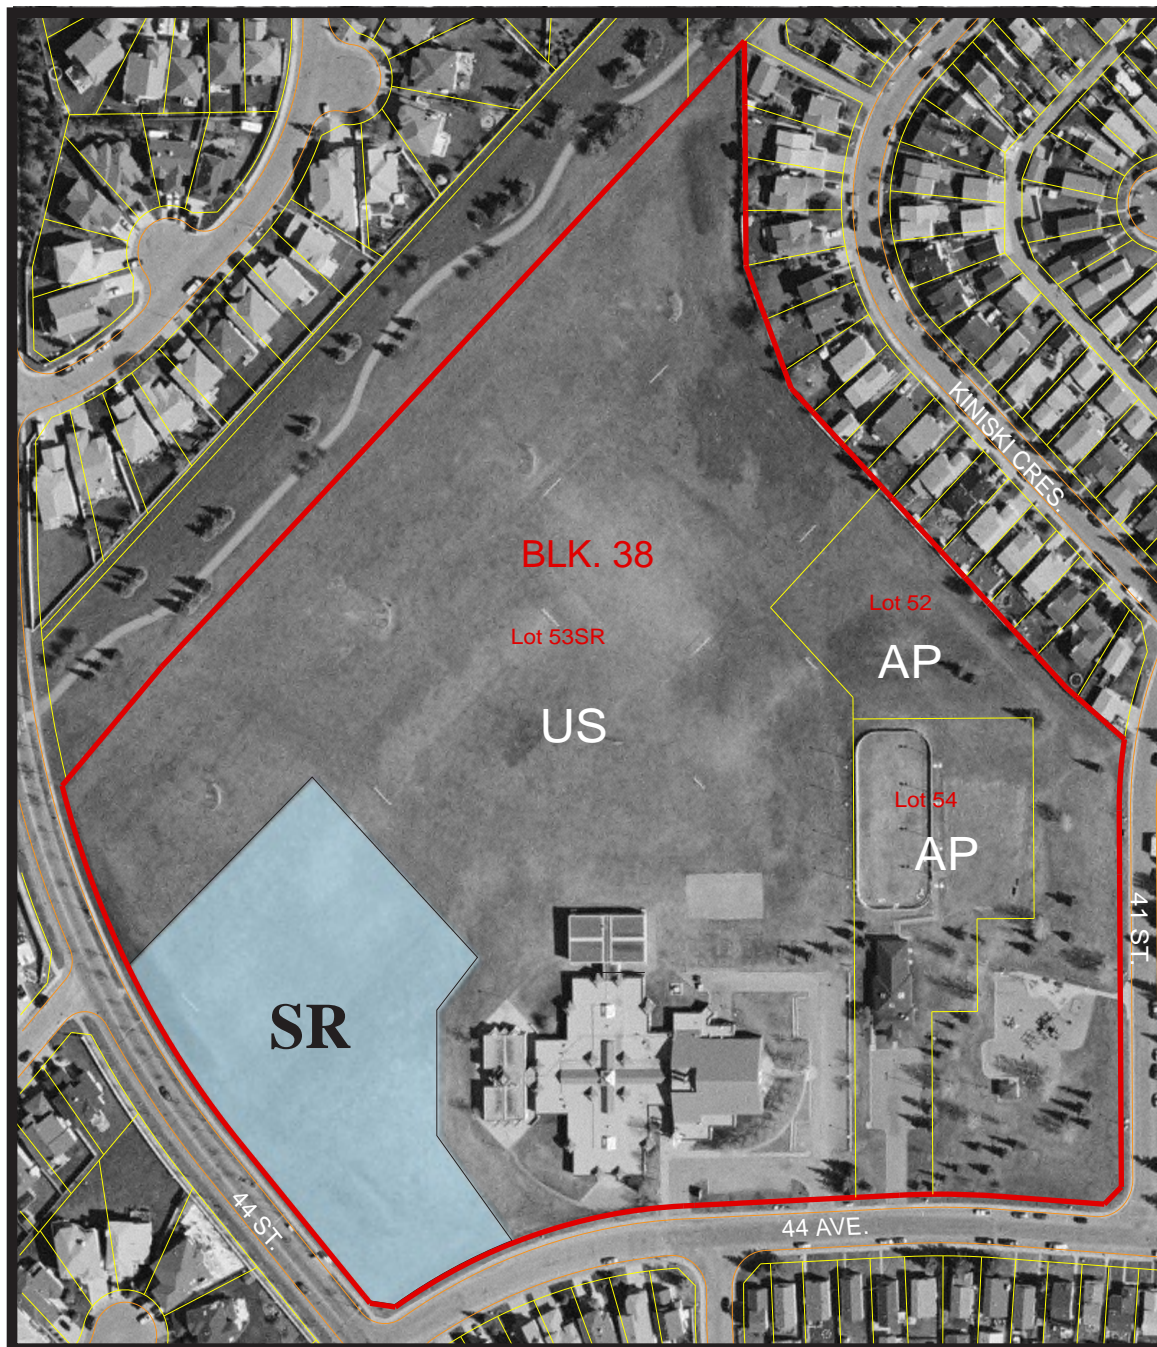 KINISKI CRES.
BLK. 38
Lot 52
Lot 53SR
AP
US
Lot 54
AP
41 ST.
SR
44 ST.
44 AVE.